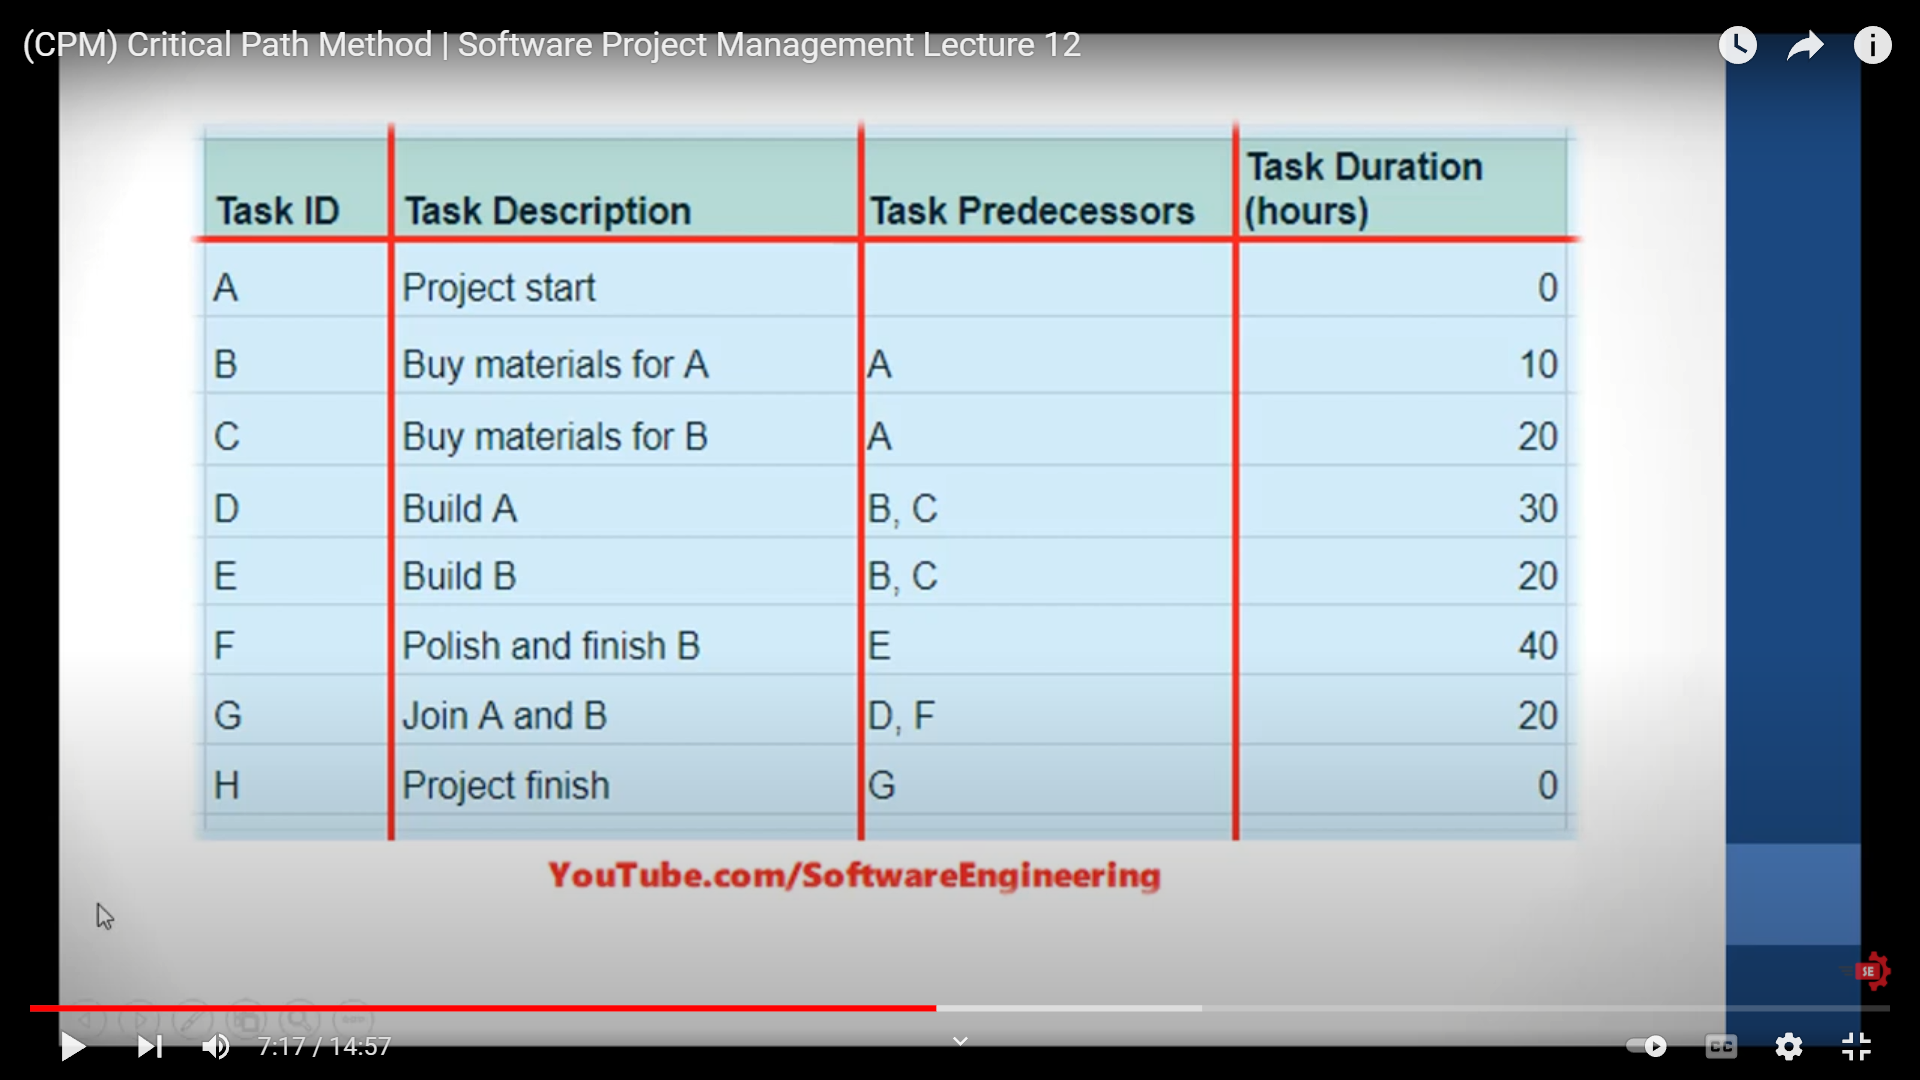 (CPM) Critical Path Method | Software Project Management Lecture 12
Task ID Task Description Task Predecessors Task Duration (hours)
A Project start 0
B Buy materials for A A 10
C Buy materials for B A 20
D Build A B, C 30
E Build B B, C 20
F Polish and finish B E 40
G Join A and B D, F 20
H Project finish G 0
YouTube.com/SoftwareEngineering
SE
7:17 / 14:57
CC